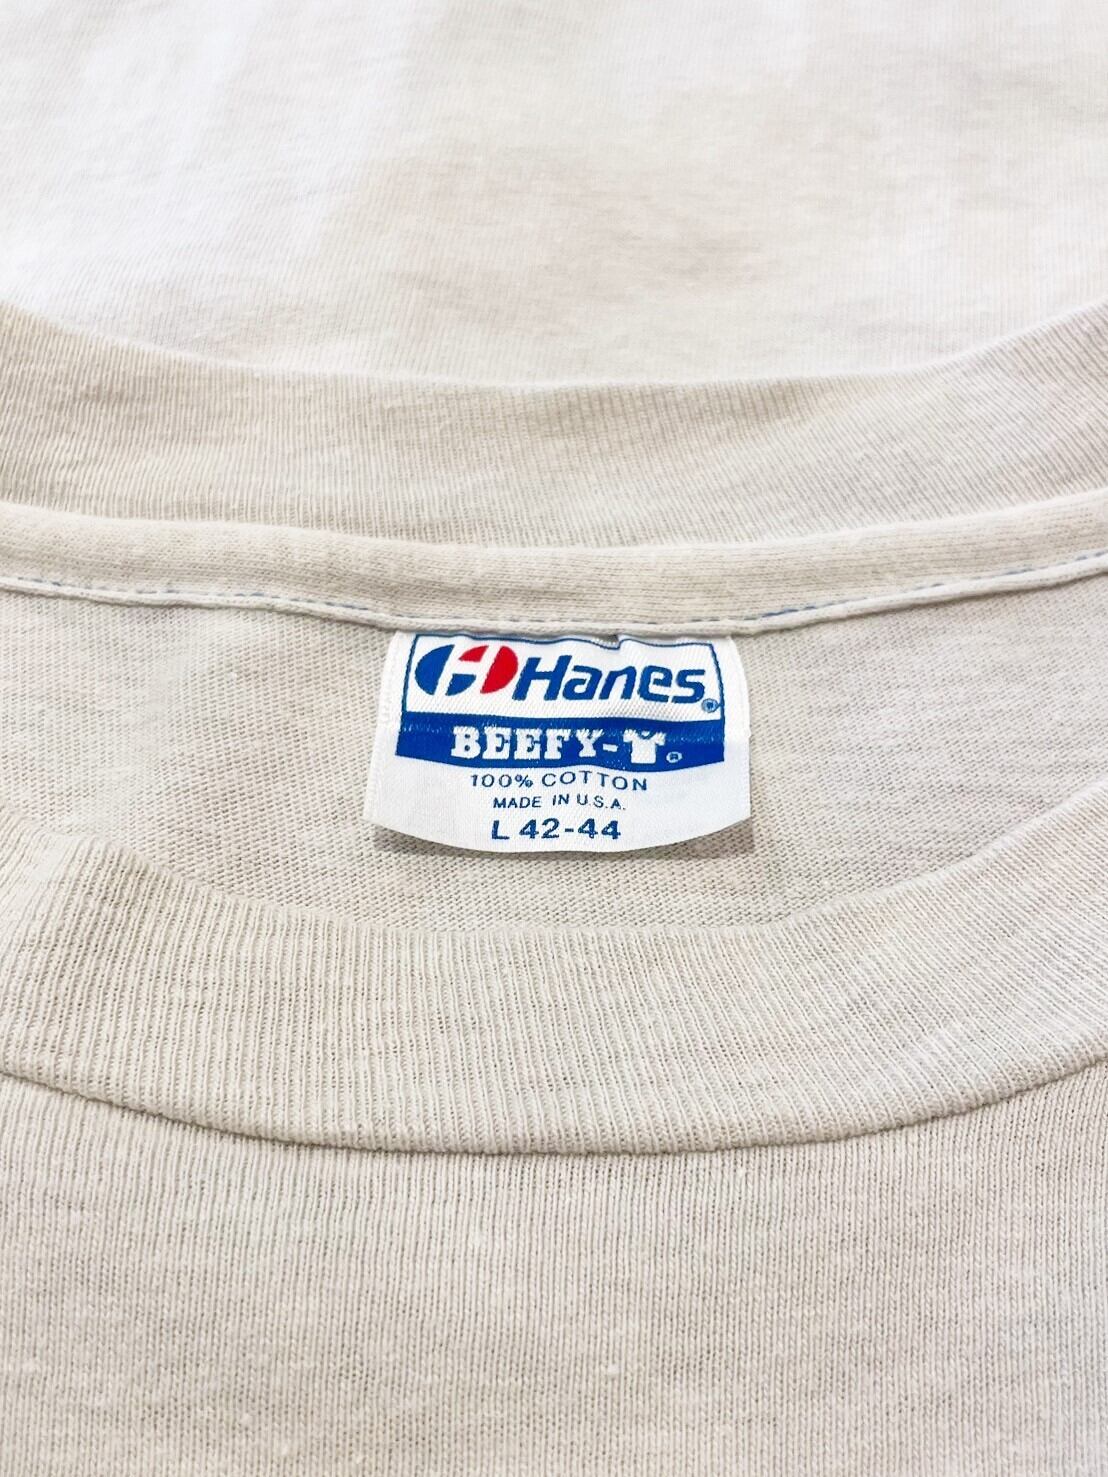 Hanes®
BEEFY-T®
100% COTTON
MADE IN U.S.A.
L 42-44